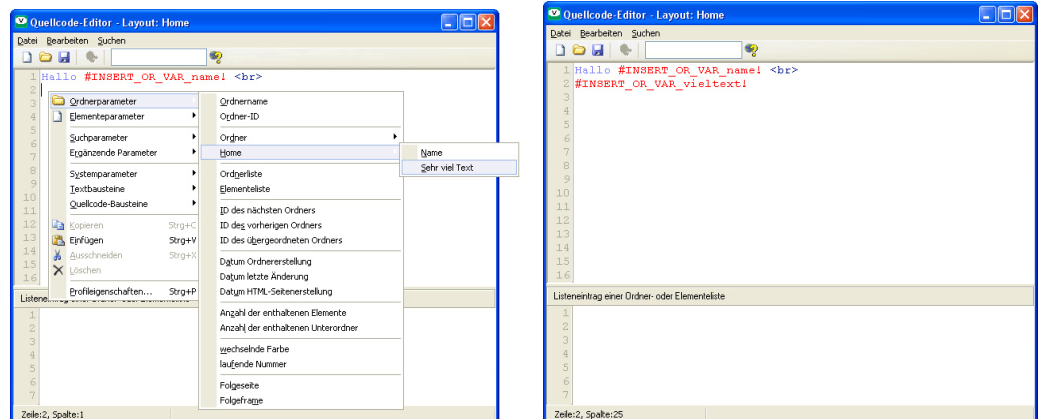 Quellcode-Editor - Layout: Home
Datei Bearbeiten Suchen
1 Hallo #INSERT_OR_VAR_name! <br>
2
3
4
5
6
7
8
9
10
11
12
13
14
15
16
Ordnerparameter
Elementeparameter
Suchparameter
Ergänzende Parameter
Systemparameter
Textbausteine
Quellcode-Bausteine
Kopieren Strg+C
Einfügen Strg+V
Ausschneiden Strg+X
Löschen
Profileigenschaften... Strg+P
Ordnername
Ordner-ID
Ordner
Home
Ordnerliste
Elementeliste
ID des nächsten Ordners
ID des vorherigen Ordners
ID des übergeordneten Ordners
Datum Ordnererstellung
Datum letzte Änderung
Datum HTML-Seitenerstellung
Anzahl der enthaltenen Elemente
Anzahl der enthaltenen Unterordner
wechselnde Farbe
laufende Nummer
Folgeseite
Folgeframe
Name
Sehr viel Text
1
2
3
4
5
6
7
Zeile:2, Spalte:1
Quellcode-Editor - Layout: Home
Datei Bearbeiten Suchen
1 Hallo #INSERT_OR_VAR_name! <br>
2 #INSERT_OR_VAR_vieltext!
3
4
5
6
7
8
9
10
11
12
13
14
15
16
Listeneintrag einer Ordner- oder Elementeliste
1
2
3
4
5
6
7
Zeile:2, Spalte:25